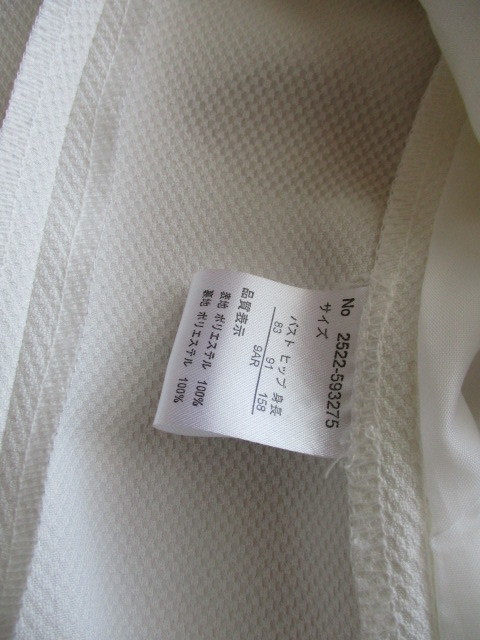 No 2522-593275
サイズ
バスト ヒップ 身長
83 91 158
9AR
品質表示
表地 ポリエステル 100%
裏地 ポリエステル 100%